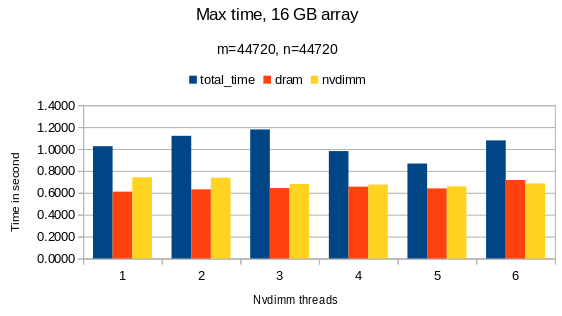 Max time, 16 GB array
m=44720, n=44720
total_time dram nvdimm
1.4000
1.2000
1.0000
0.8000
0.6000
0.4000
0.2000
0.0000
Time in second
1 2 3 4 5 6
Nvdimm threads